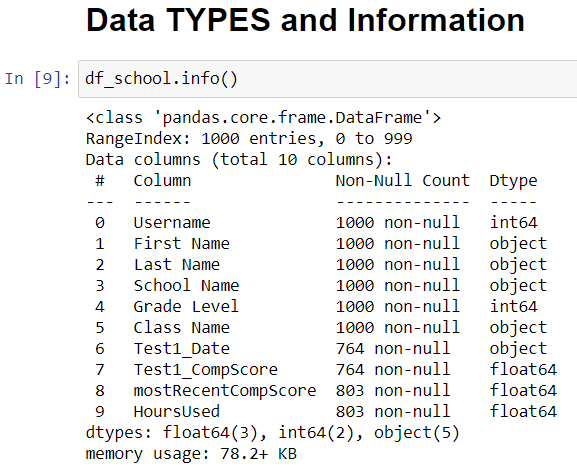 Data TYPES and Information
In [9]: df_school.info()
<class 'pandas.core.frame.DataFrame'>
RangeIndex: 1000 entries, 0 to 999
Data columns (total 10 columns):
 #   Column               Non-Null Count  Dtype
---  ------               --------------  -----
 0   Username             1000 non-null   int64
 1   First Name           1000 non-null   object
 2   Last Name            1000 non-null   object
 3   School Name          1000 non-null   object
 4   Grade Level          1000 non-null   int64
 5   Class Name           1000 non-null   object
 6   Test1_Date           764 non-null    object
 7   Test1_CompScore      764 non-null    float64
 8   mostRecentCompScore  803 non-null    float64
 9   HoursUsed            803 non-null    float64
dtypes: float64(3), int64(2), object(5)
memory usage: 78.2+ KB